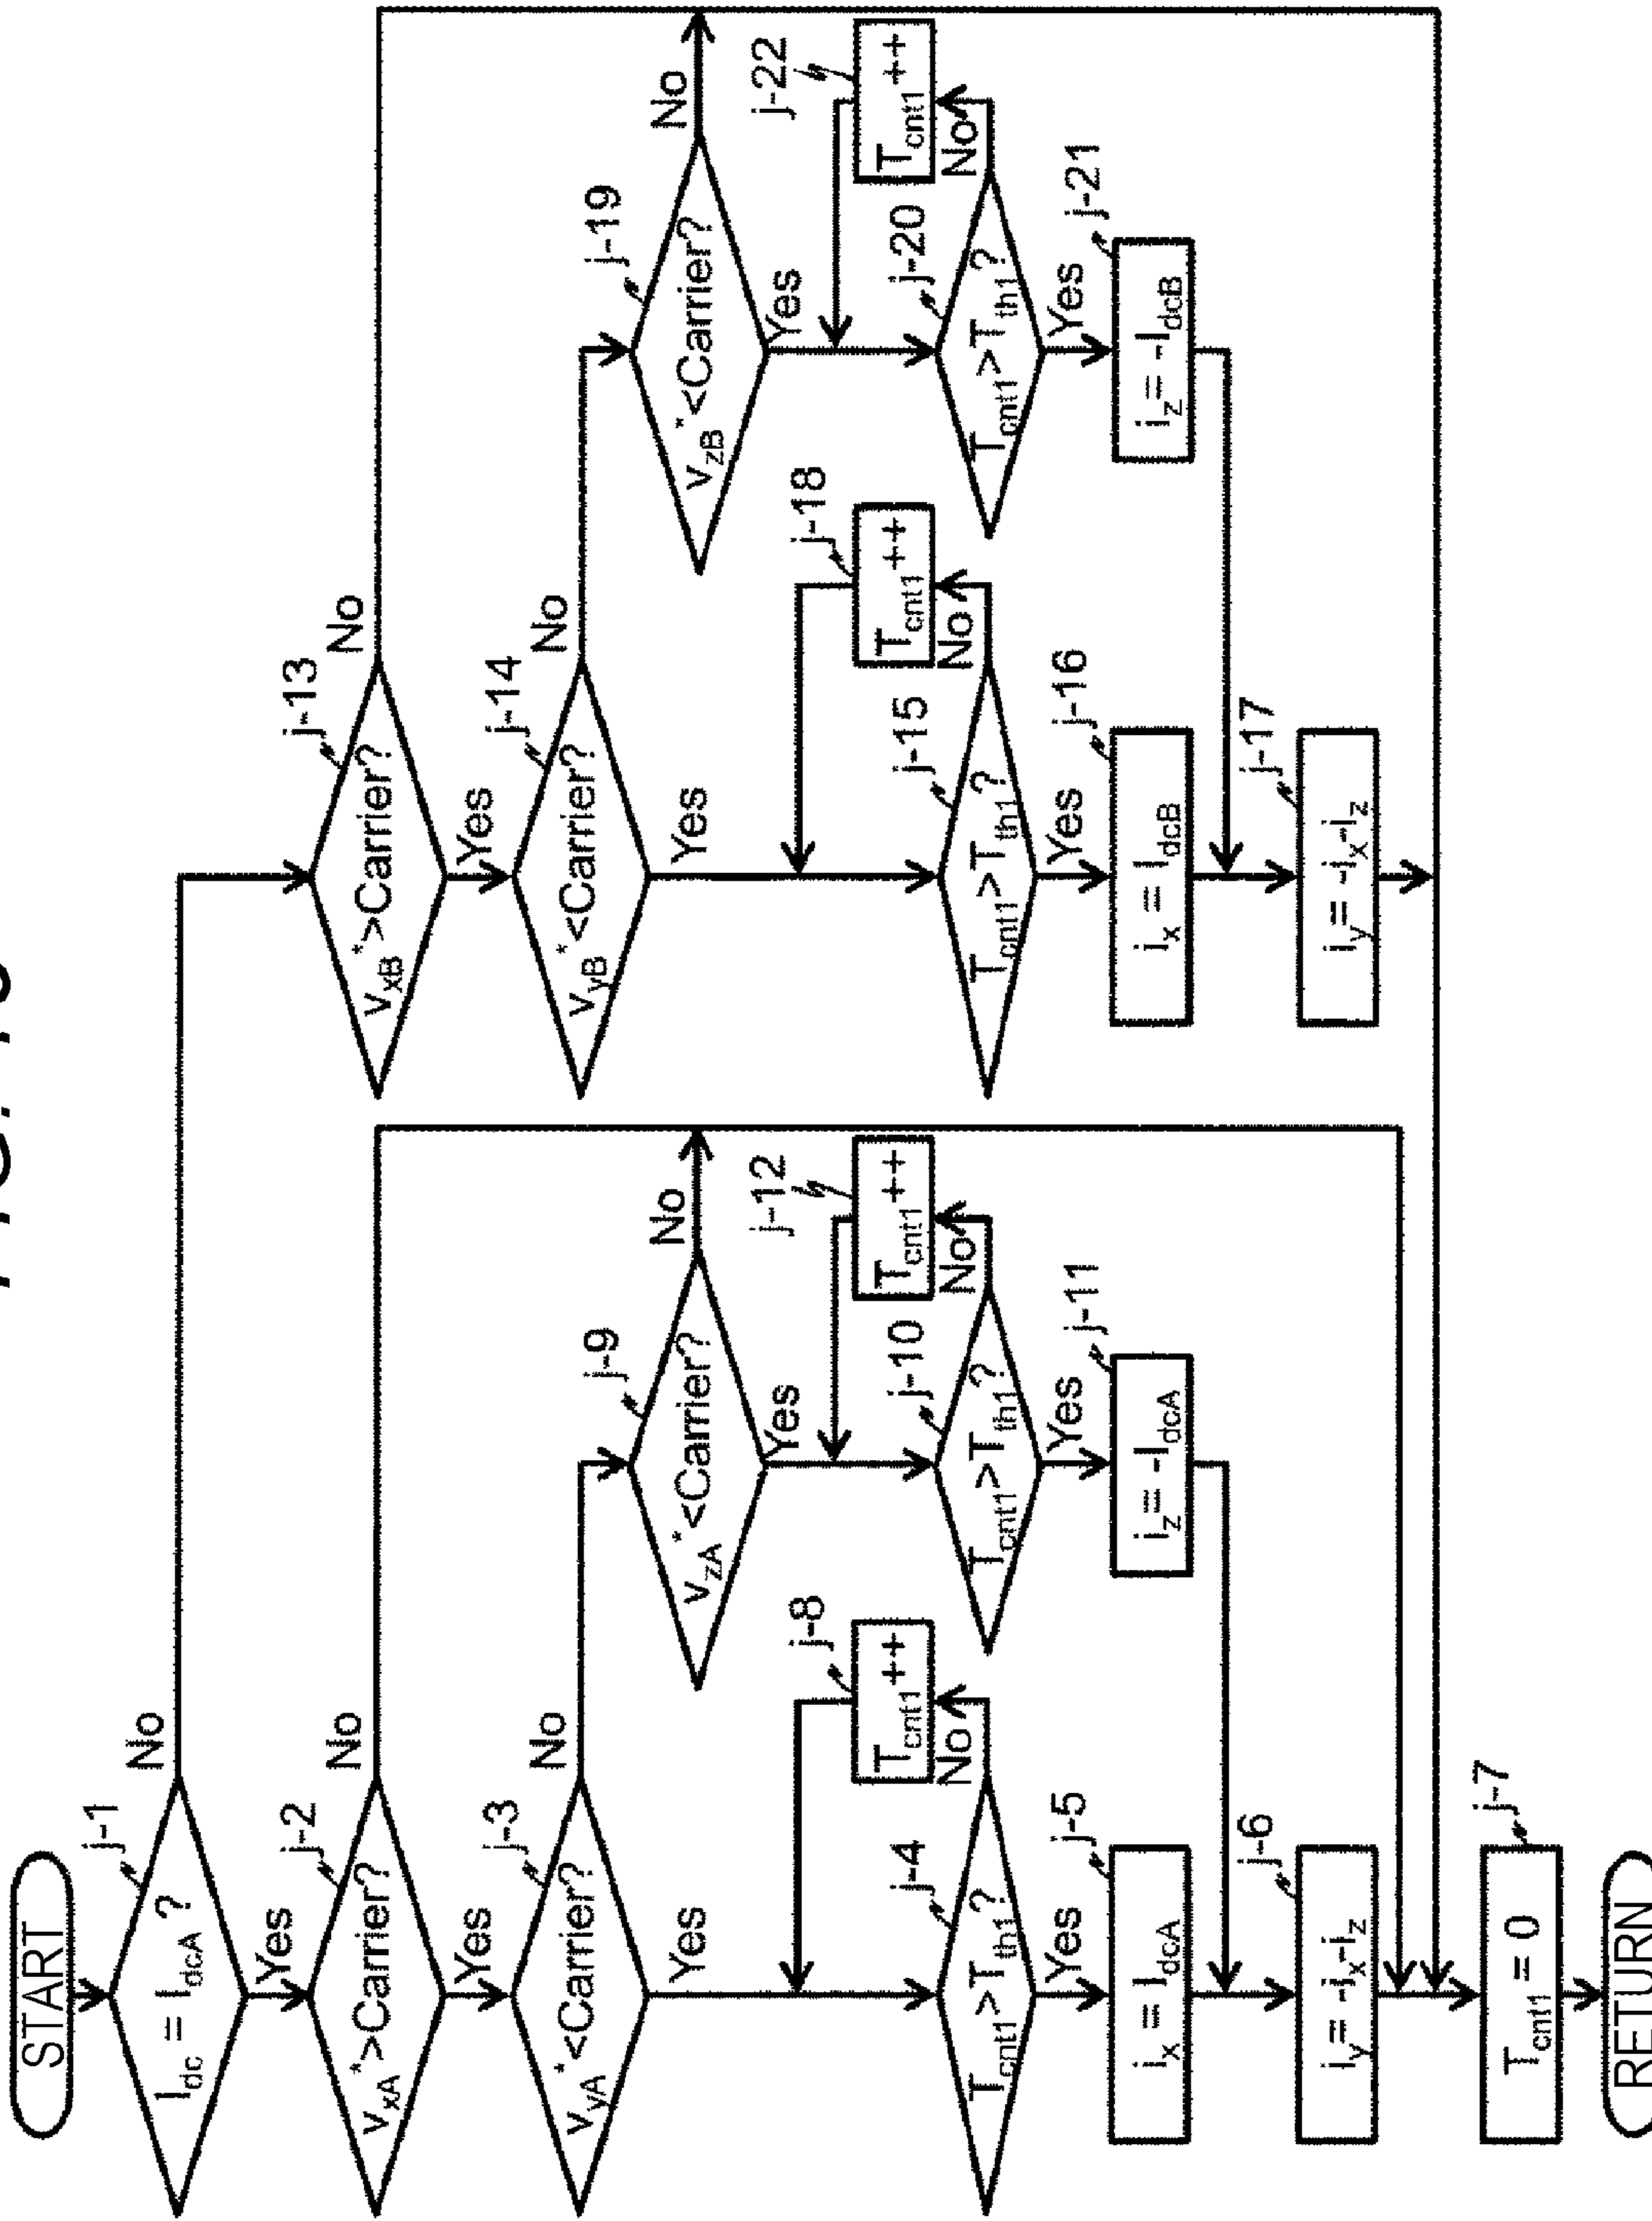 START
j-1
I_dc = I_dcA ?
No
Yes
j-2
v_xA*>Carrier?
No
Yes
j-3
v_yA*<Carrier?
No
Yes
j-9
v_zA*<Carrier?
No
Yes
j-8
T_cnt1++
No
j-12
T_cnt1++
No
j-4
T_cnt1>T_th1?
Yes
j-10
T_cnt1>T_th1?
Yes
j-5
i_x = I_dcA
j-11
i_z = -I_dcA
j-6
i_y = -i_x-i_z
j-7
T_cnt1 = 0
RETURN
j-13
v_xB*>Carrier?
No
Yes
j-14
v_yB*<Carrier?
No
Yes
j-19
v_zB*<Carrier?
No
Yes
j-18
T_cnt1++
No
j-22
T_cnt1++
No
j-15
T_cnt1>T_th1?
Yes
j-20
T_cnt1>T_th1?
Yes
j-16
i_x = I_dcB
j-21
i_z = -I_dcB
j-17
i_y = -i_x-i_z